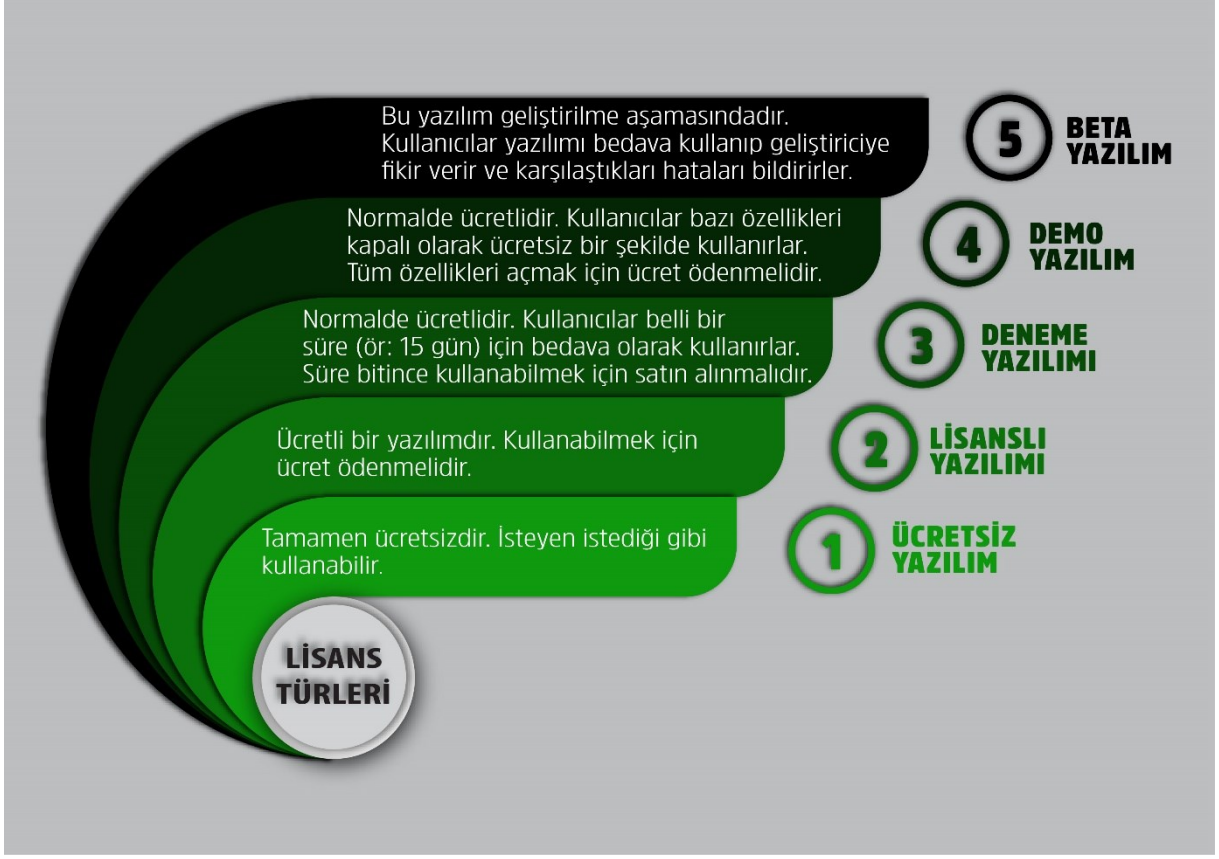 Bu yazılım geliştirilme aşamasındadır.
Kullanıcılar yazılımı bedava kullanıp geliştiriciye
fikir verir ve karşılaştıkları hataları bildirirler.
5
BETA
YAZILIM
Normalde ücretlidir. Kullanıcılar bazı özellikleri
kapalı olarak ücretsiz bir şekilde kullanırlar.
Tüm özellikleri açmak için ücret ödenmelidir.
4
DEMO
YAZILIM
Normalde ücretlidir. Kullanıcılar belli bir
süre (ör: 15 gün) için bedava olarak kullanırlar.
Süre bitince kullanabilmek için satın alınmalıdır.
3
DENEME
YAZILIMI
Ücretli bir yazılımdır. Kullanabilmek için
ücret ödenmelidir.
2
LİSANSLI
YAZILIMI
Tamamen ücretsizdir. İsteyen istediği gibi
kullanabilir.
1
ÜCRETSİZ
YAZILIM
LİSANS
TÜRLERİ